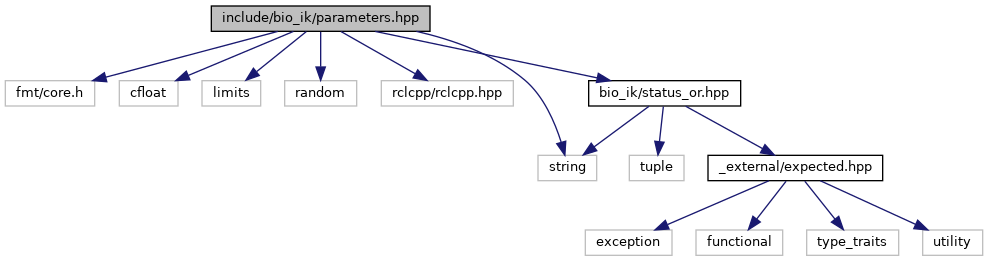 include/bio_ik/parameters.hpp
fmt/core.h
cfloat
limits
random
rclcpp/rclcpp.hpp
bio_ik/status_or.hpp
string
tuple
_external/expected.hpp
exception
functional
type_traits
utility